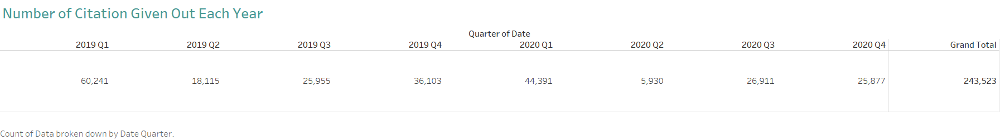 Number of Citation Given Out Each Year
Quarter of Date
2019 Q1 2019 Q2 2019 Q3 2019 Q4 2020 Q1 2020 Q2 2020 Q3 2020 Q4 Grand Total
60,241 18,115 25,955 36,103 44,391 5,930 26,911 25,877 243,523
Count of Data broken down by Date Quarter.